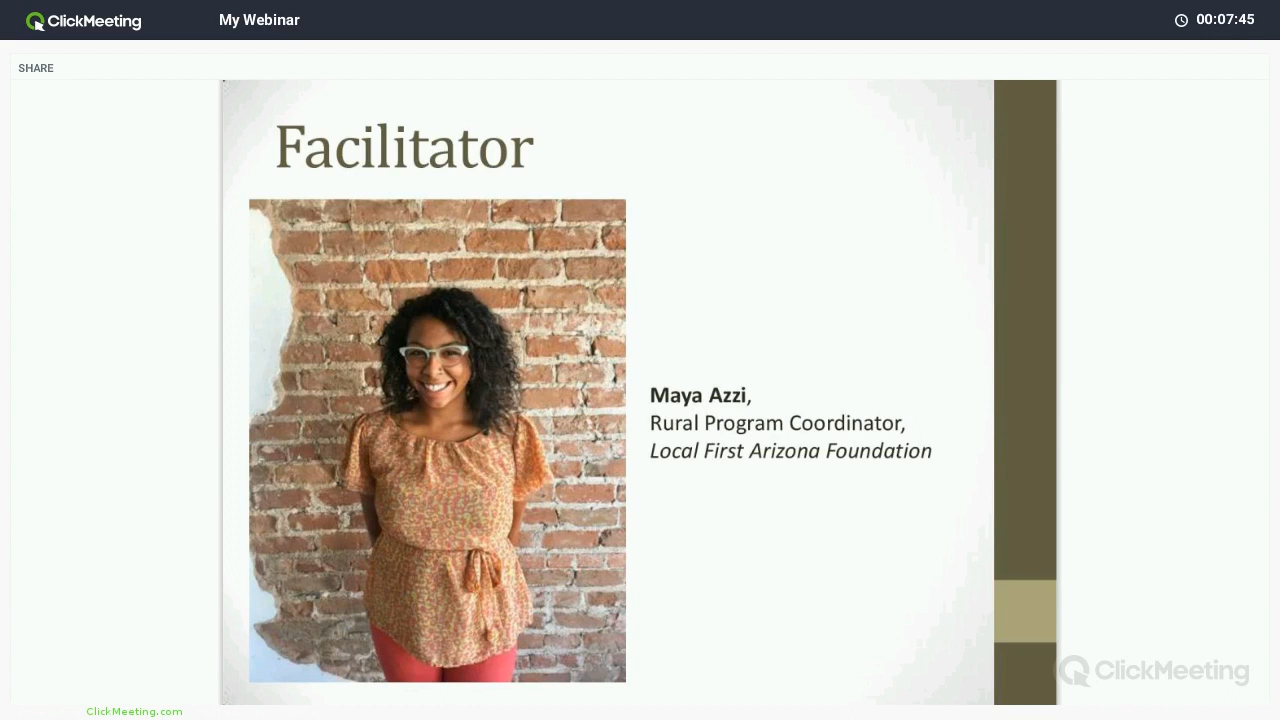 ClickMeeting
My Webinar
00:07:45
SHARE
Facilitator
Maya Azzi,
Rural Program Coordinator,
Local First Arizona Foundation
ClickMeeting
ClickMeeting.com